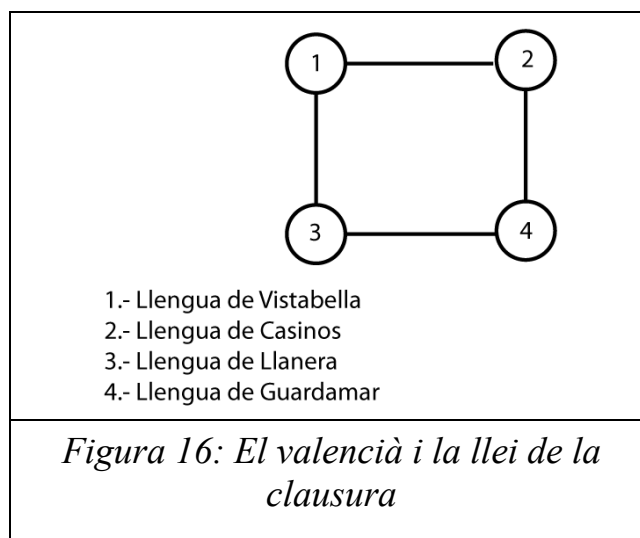 1
2
3
4
1.- Llengua de Vistabella
2.- Llengua de Casinos
3.- Llengua de Llanera
4.- Llengua de Guardamar
Figura 16: El valencià i la llei de la
clausura